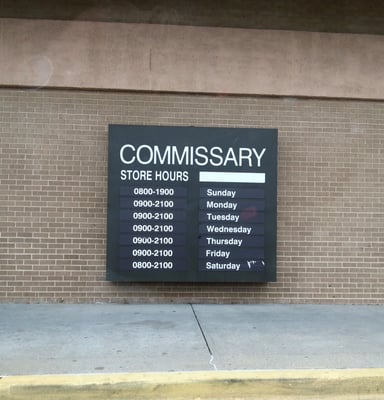 COMMISSARY
STORE HOURS
0800-1900 Sunday
0900-2100 Monday
0900-2100 Tuesday
0900-2100 Wednesday
0900-2100 Thursday
0900-2100 Friday
0800-2100 Saturday